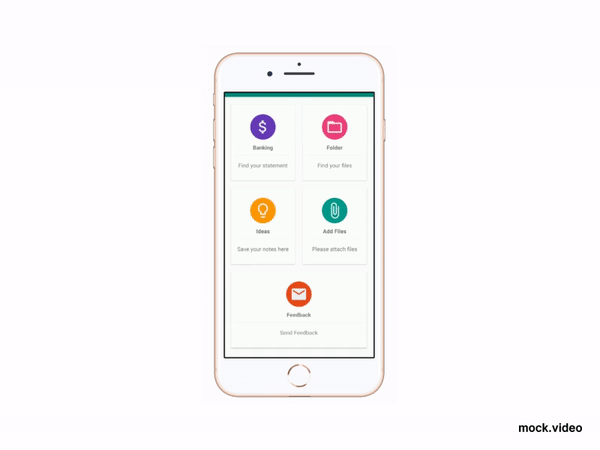 Banking
Find your statement
Folder
Find your files
Ideas
Save your notes here
Add Files
Please attach files
Feedback
Send Feedback
mock.video